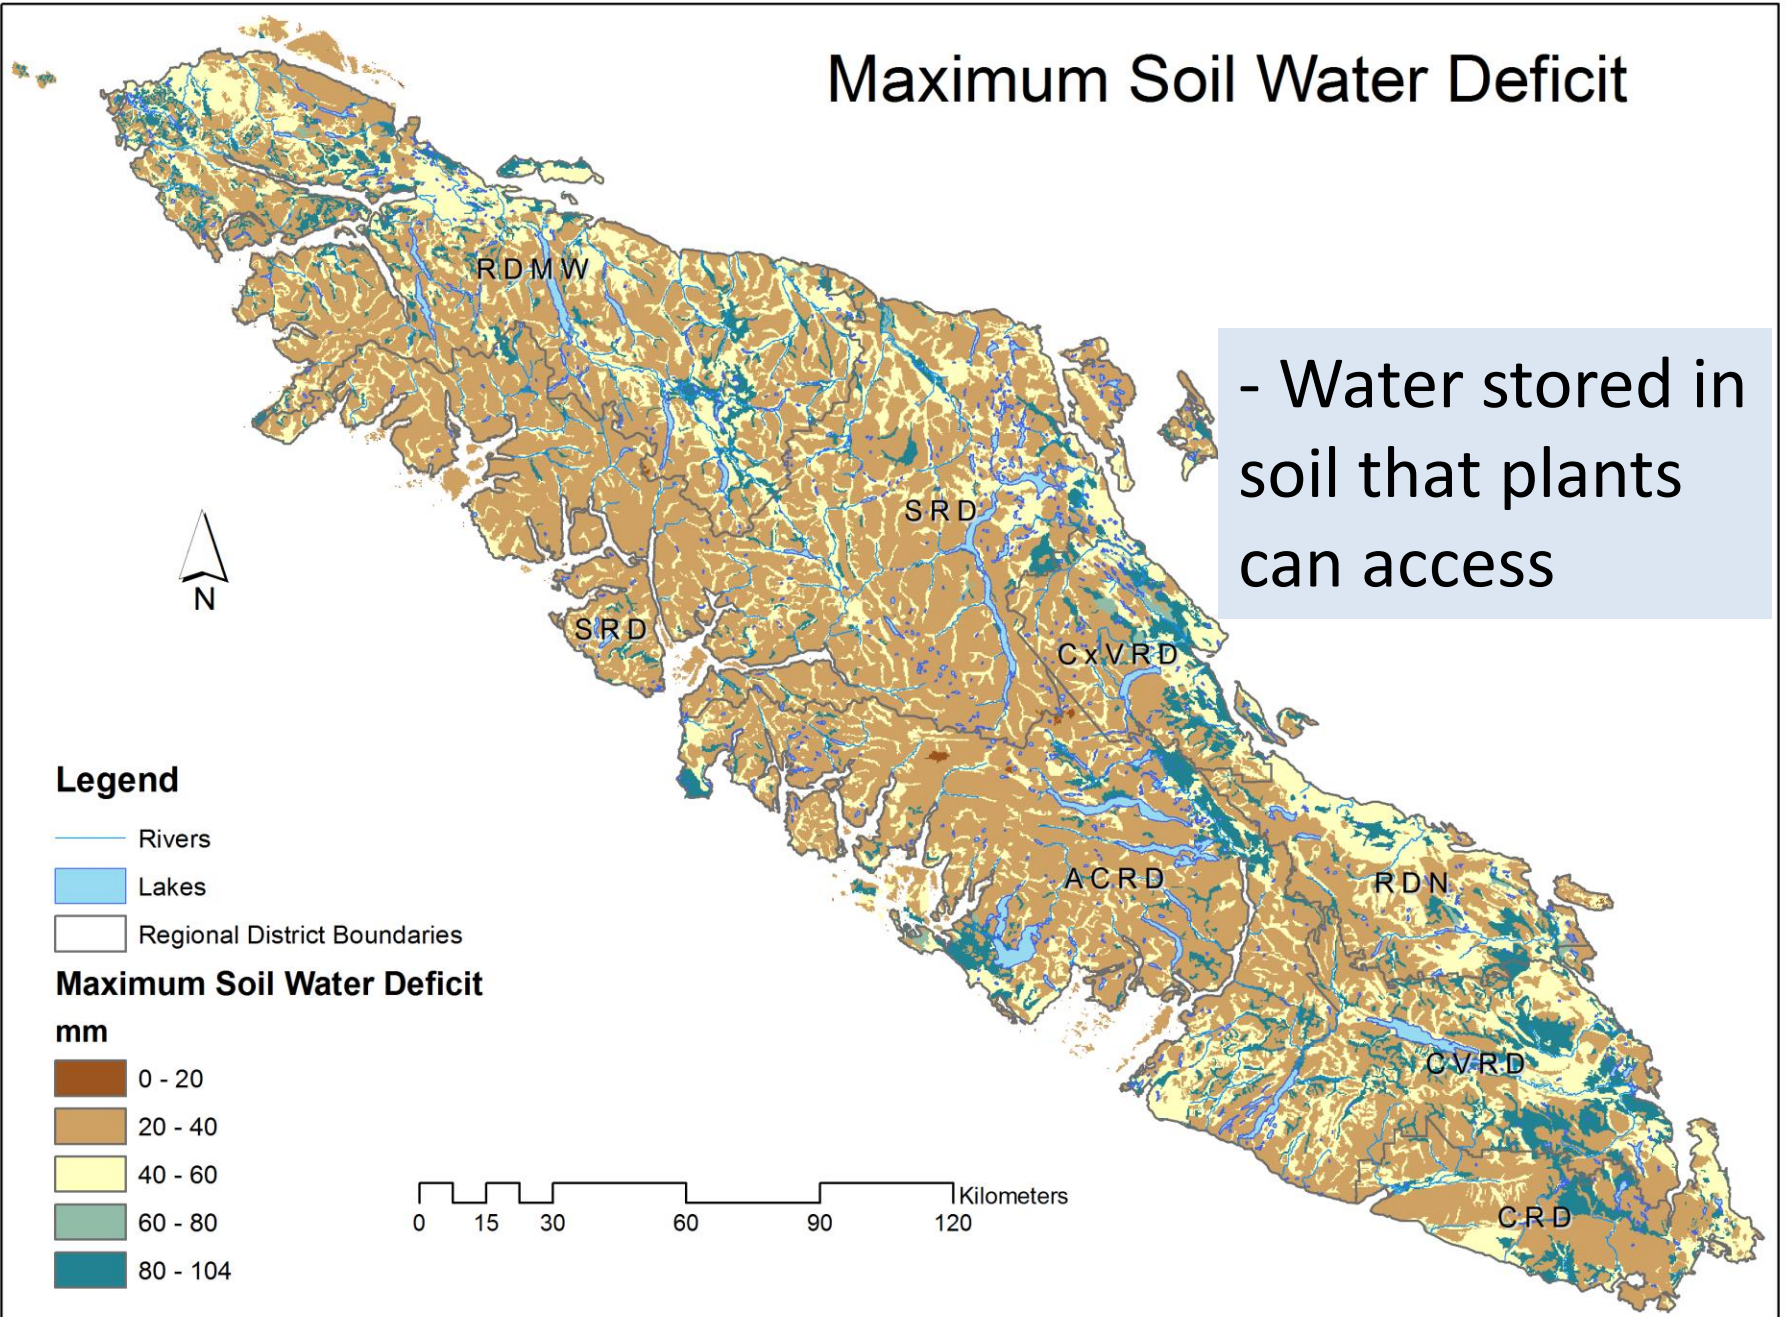 Maximum Soil Water Deficit
RDMW
- Water stored in
soil that plants
can access
SRD
N
SRD
CxVRD
Legend
Rivers
Lakes
Regional District Boundaries
ACRD
RDN
Maximum Soil Water Deficit
mm
CVRD
0 - 20
20 - 40
40 - 60
60 - 80
80 - 104
Kilometers
0 15 30 60 90 120
CRD